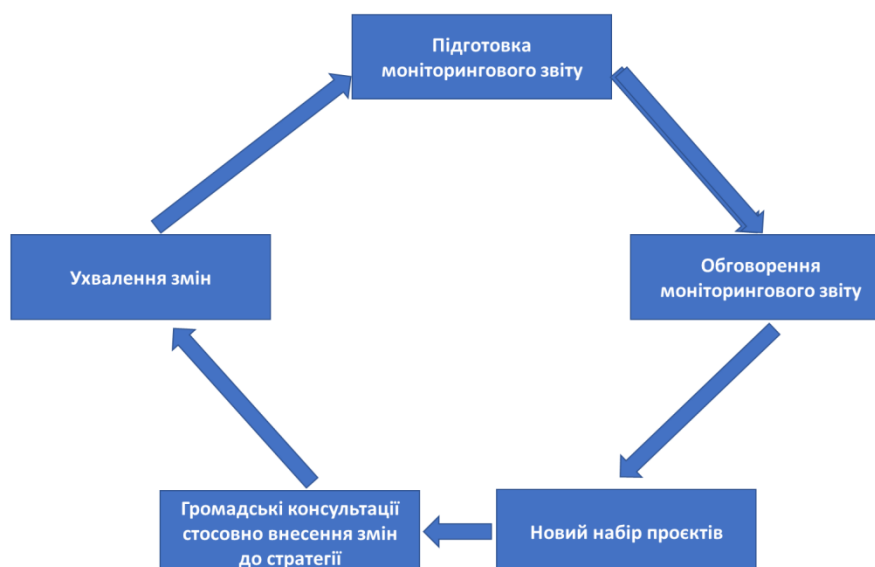 Підготовка
моніторингового звіту
Обговорення
моніторингового звіту
Новий набір проєктів
Громадські консультації
стосовно внесення змін
до стратегії
Ухвалення змін